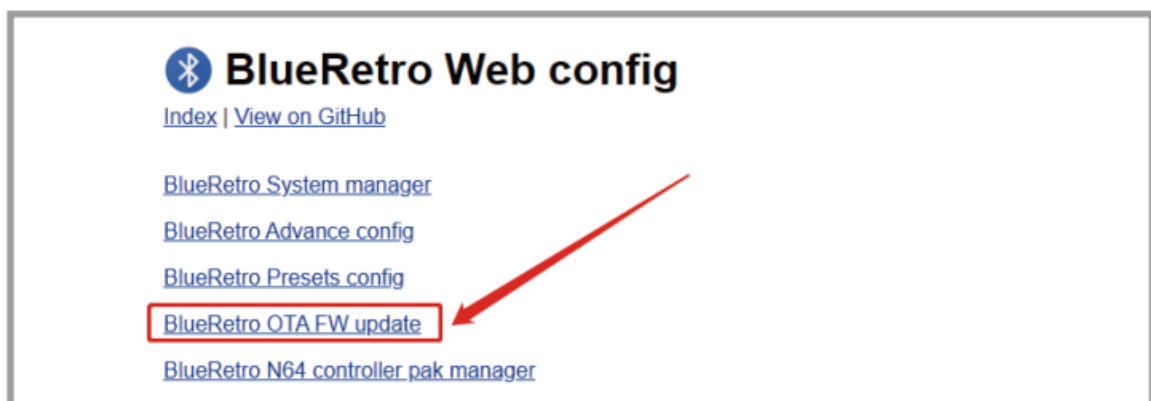 BlueRetro Web config
Index | View on GitHub
BlueRetro System manager
BlueRetro Advance config
BlueRetro Presets config
BlueRetro OTA FW update
BlueRetro N64 controller pak manager